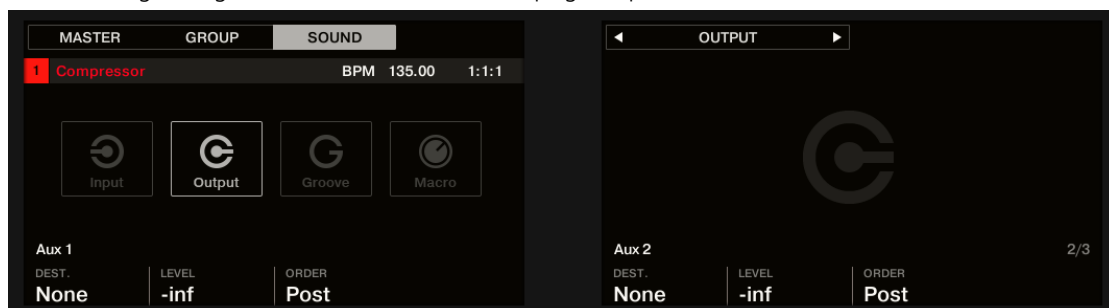 MASTER GROUP SOUND
1 Compressor BPM 135.00 1:1:1
Input Output Groove Macro
Aux 1
DEST. LEVEL ORDER
None -inf Post
OUTPUT
Aux 2 2/3
DEST. LEVEL ORDER
None -inf Post